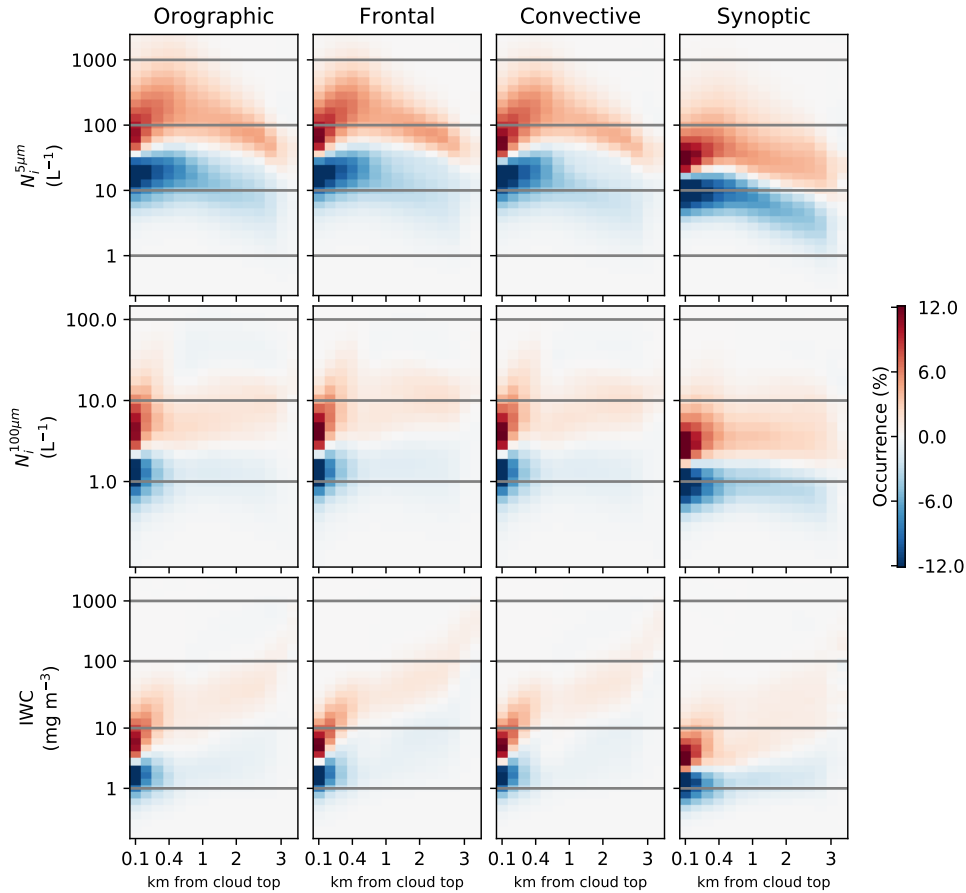 Orographic Frontal Convective Synoptic
1000
100
10
1
N_i^{5μm}
(L⁻¹)
100.0
10.0
1.0
N_i^{100μm}
(L⁻¹)
12.0
6.0
0.0
-6.0
-12.0
Occurrence (%)
1000
100
10
1
IWC
(mg m⁻³)
0.1 0.4 1 2 3 0.1 0.4 1 2 3 0.1 0.4 1 2 3 0.1 0.4 1 2 3
km from cloud top km from cloud top km from cloud top km from cloud top